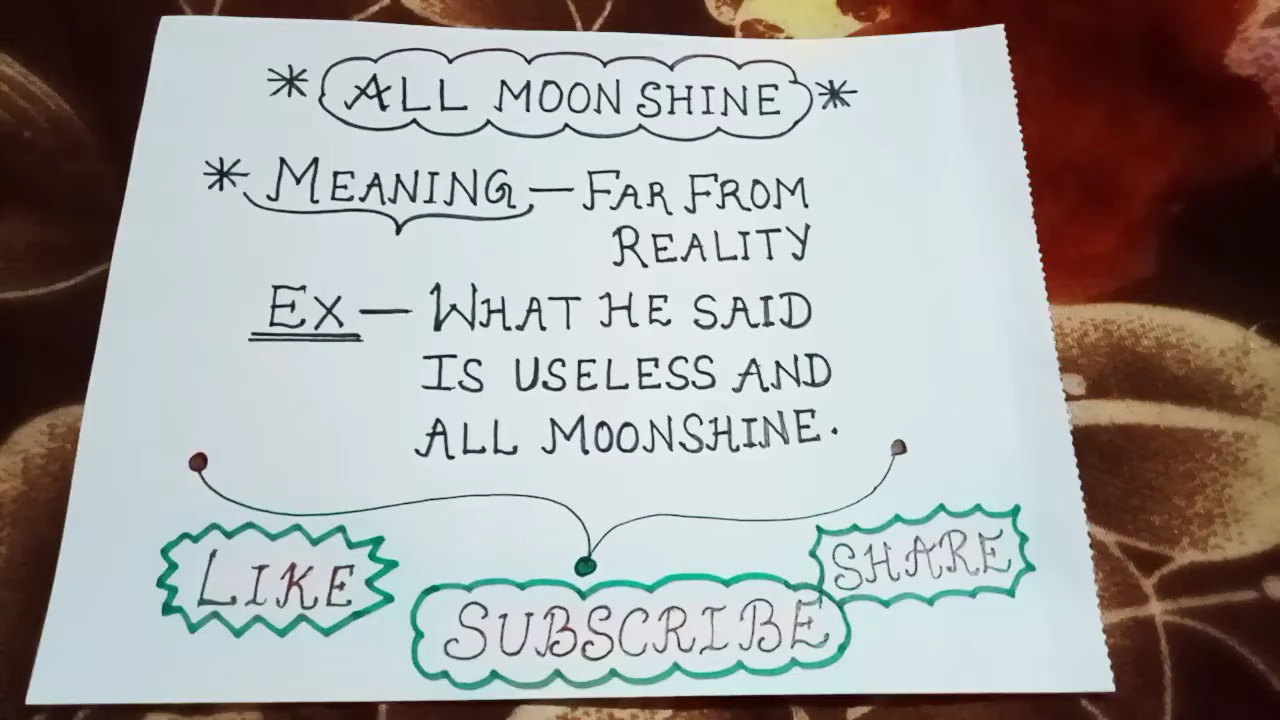 * ALL MOON SHINE *
* MEANING - FAR FROM
REALITY
EX - WHAT HE SAID
IS USELESS AND
ALL MOONSHINE.
LIKE
SUBSCRIBE
SHARE